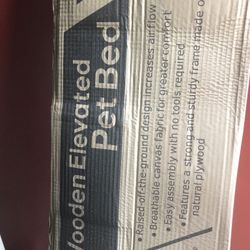 Wooden Elevated
Pet Bed
• Raised-off-the-ground design increases airflow
• Breathable canvas fabric for greater comfort
• Easy assembly with no tools required
• Features a strong and sturdy frame made o
natural plywood